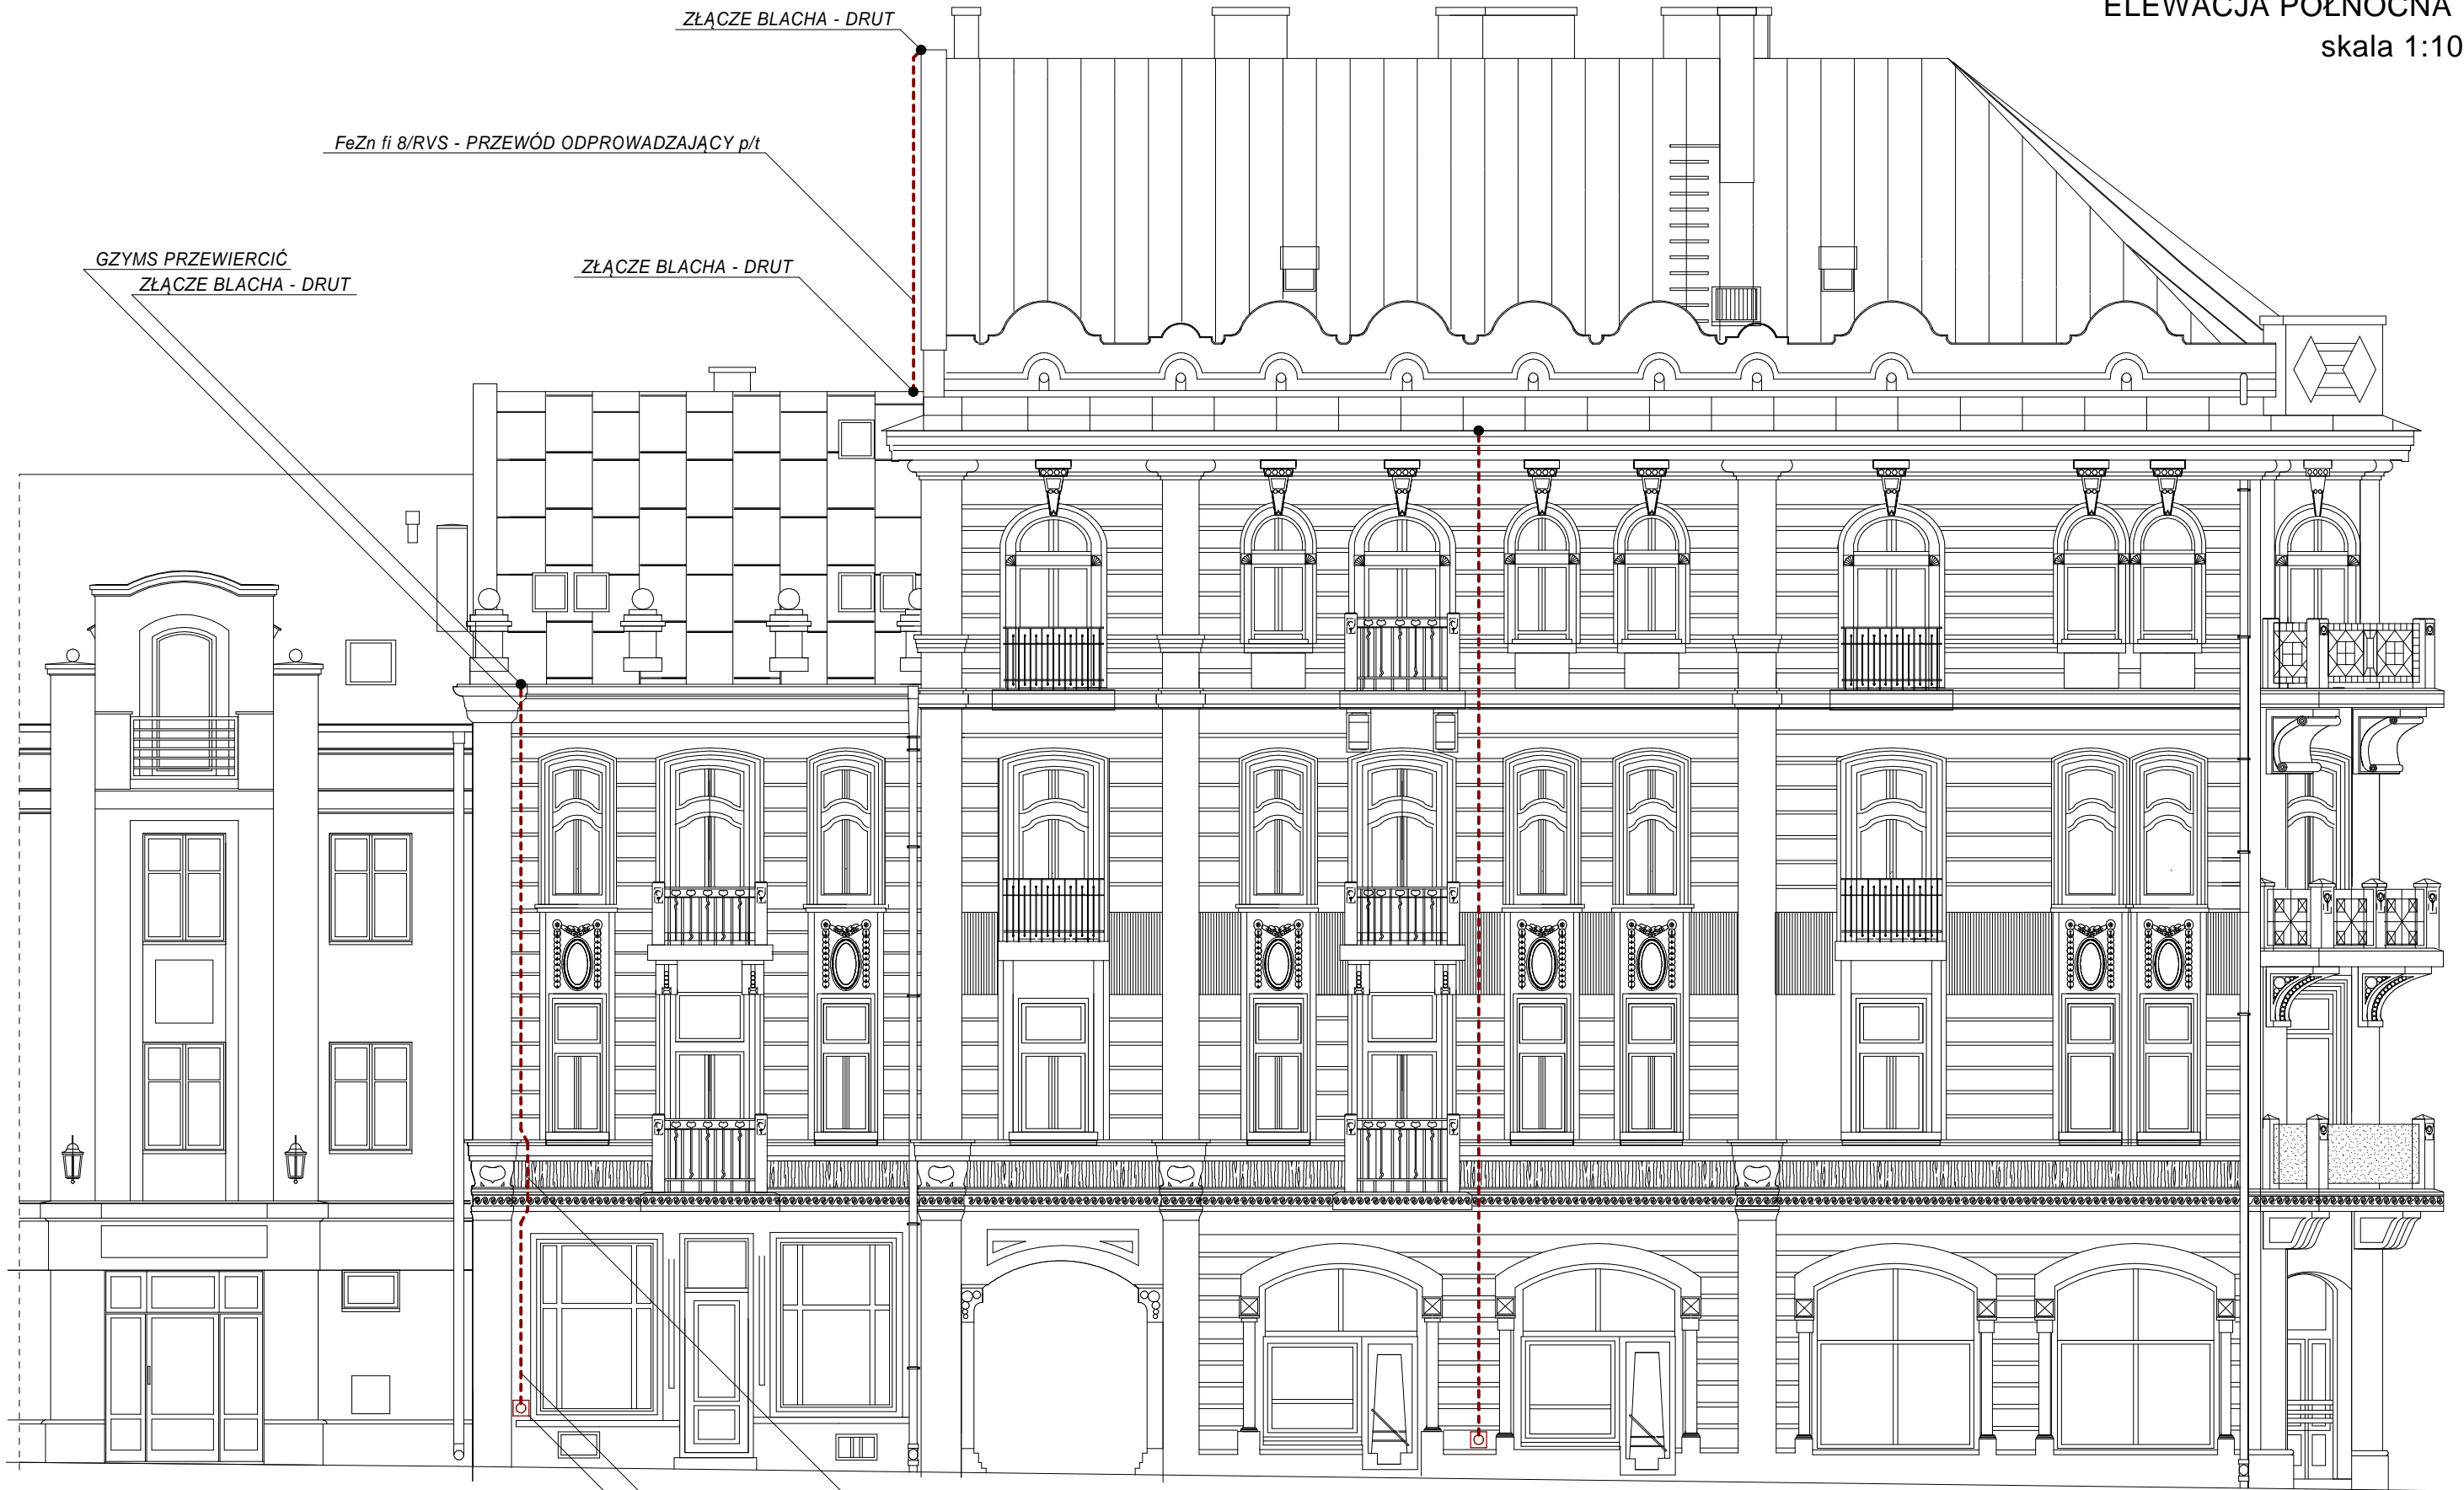 ZŁĄCZE BLACHA - DRUT
ELEWACJA PÓŁNOCNA
skala 1:10
FeZn fi 8/RVS - PRZEWÓD ODPROWADZAJĄCY p/t
GZYMS PRZEWIERCIĆ
ZŁĄCZE BLACHA - DRUT
ZŁĄCZE BLACHA - DRUT